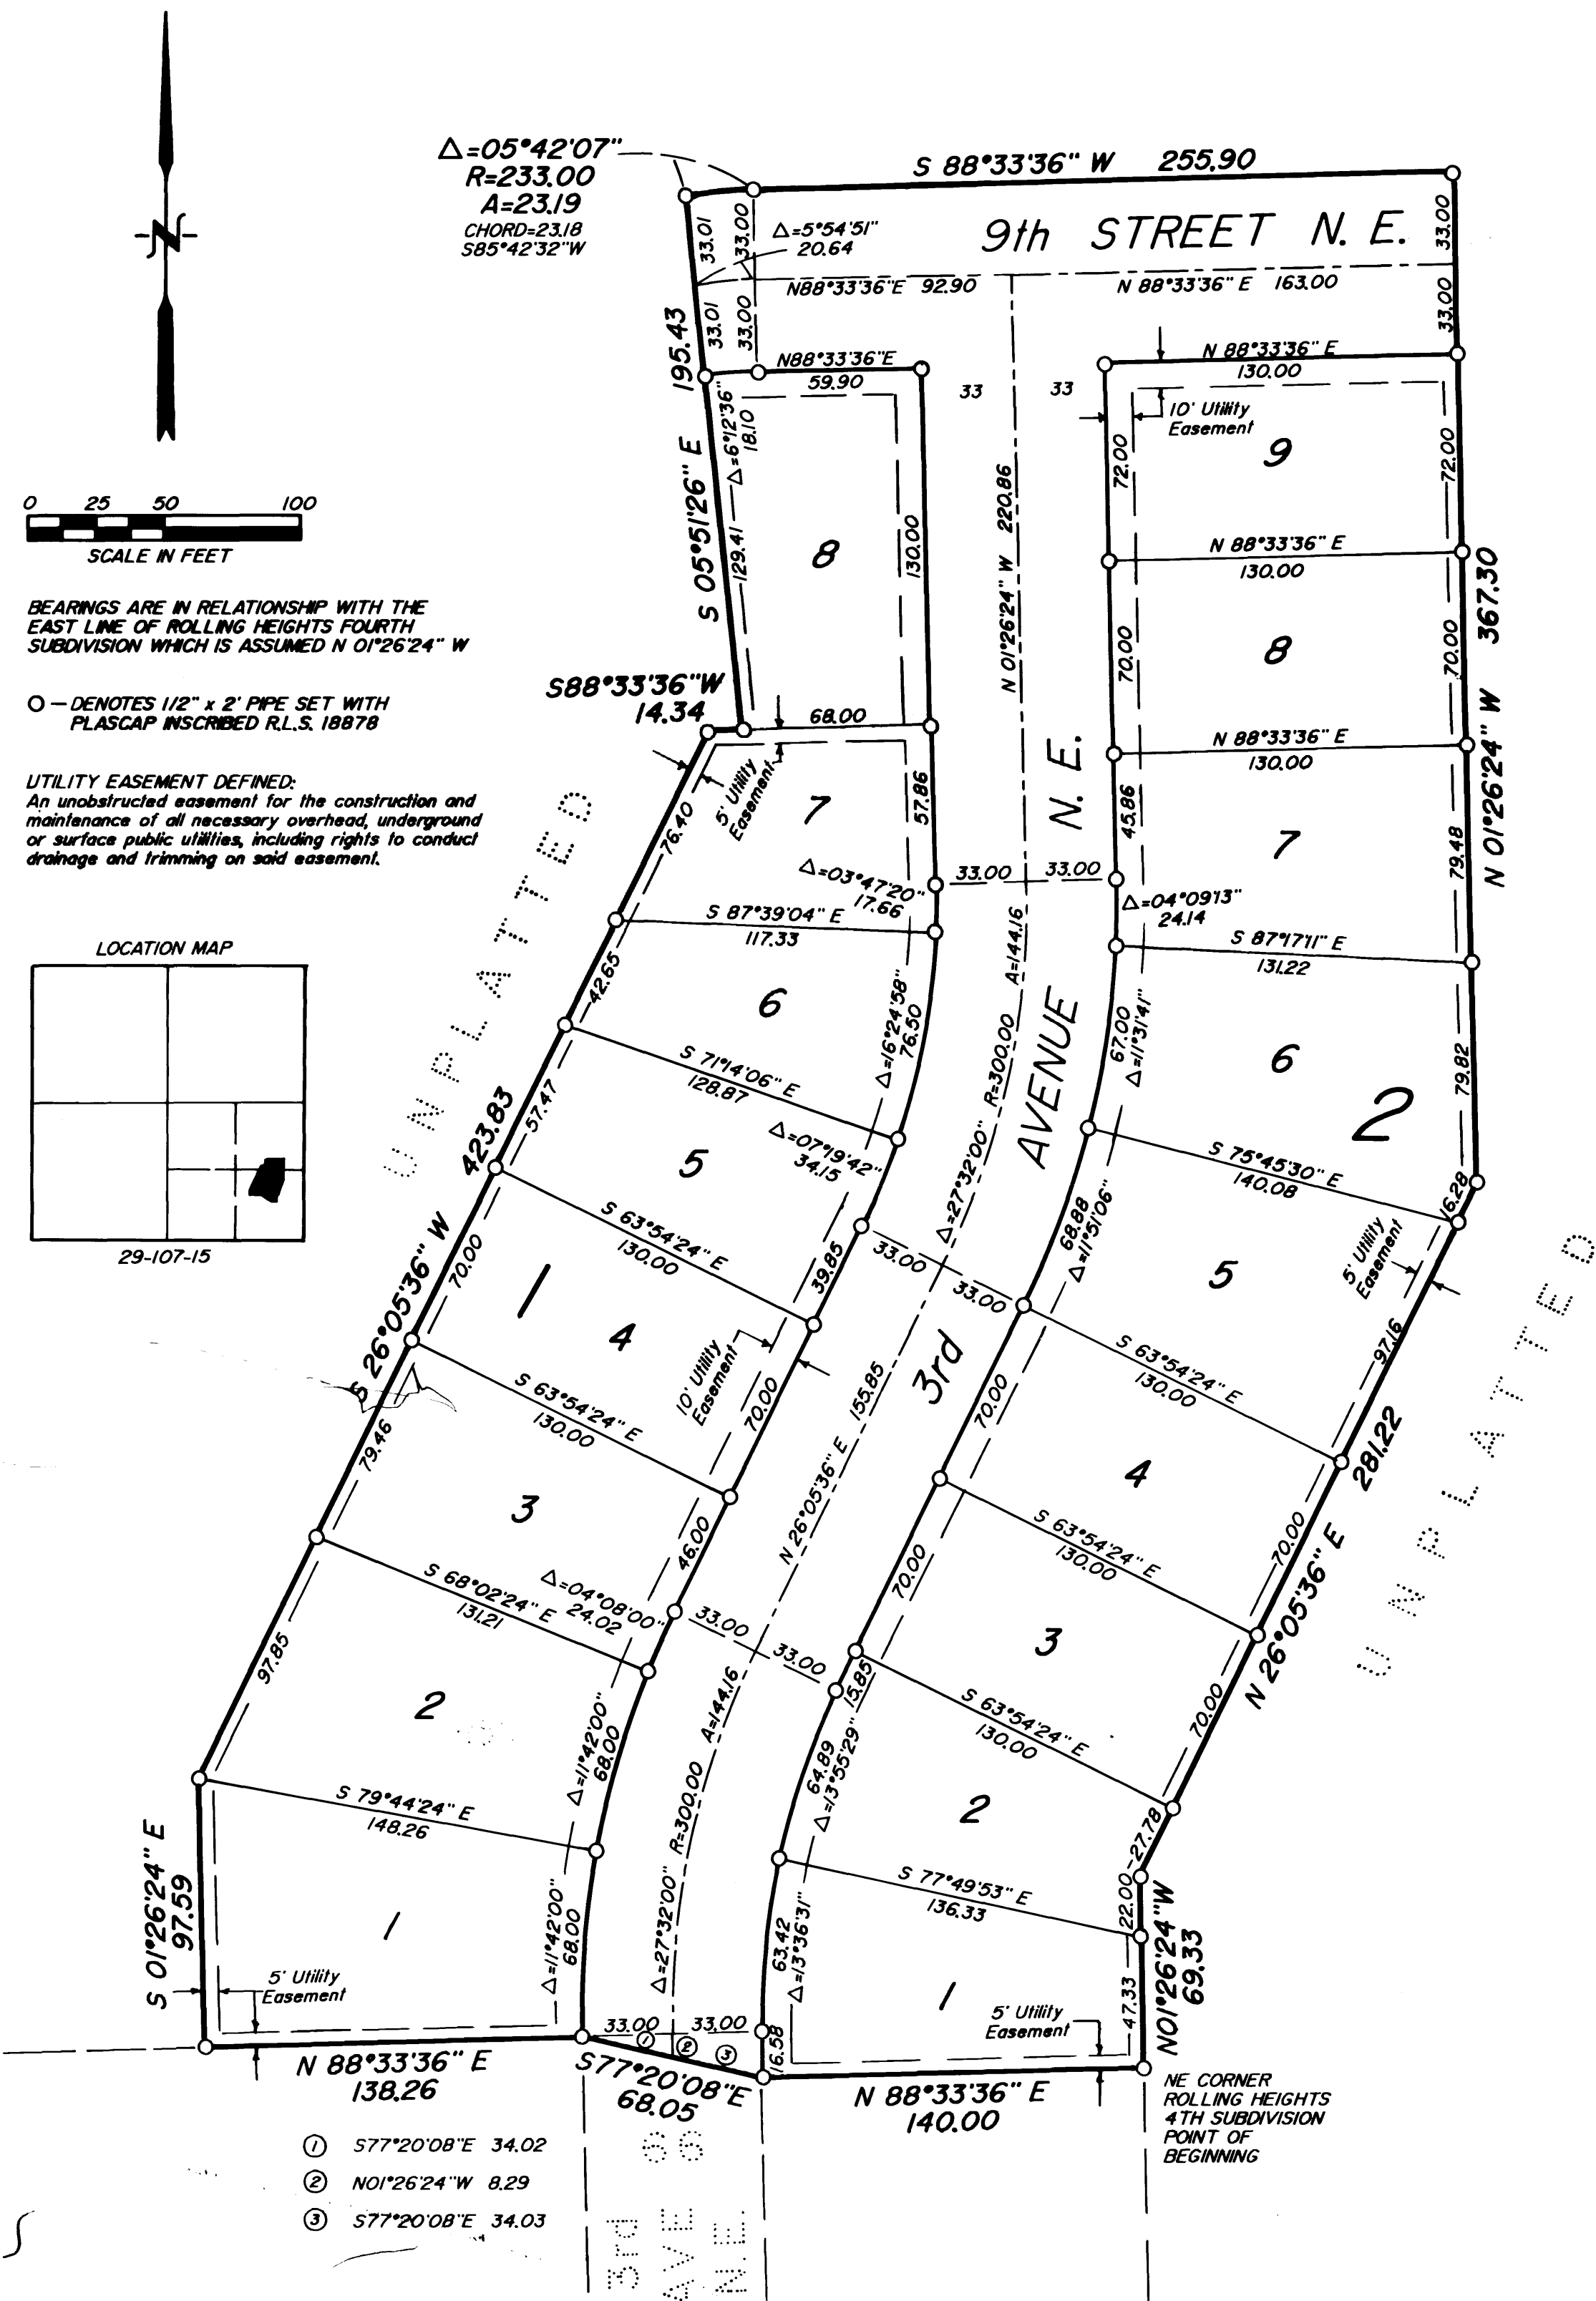 Δ=05°42'07"
R=233.00
A=23.19
CHORD=23.18
S85°42'32"W
S 88°33'36" W 255.90
9th STREET N. E.
33.01
33.00
Δ=5°54'51"
20.64
33.00
N88°33'36"E 92.90
N 88°33'36" E 163.00
33.01
33.00
33.00
N
195.43
S 05°51'26" E
N88°33'36"E
59.90
33
33
N 88°33'36" E
130.00
10' Utility
Easement
Δ=6°12'36"
18.10
129.41
8
130.00
N 01°26'24" W 220.86
72.00
9
72.00
0 25 50 100
SCALE IN FEET
N 88°33'36" E
130.00
367.30
N 01°26'24" W
BEARINGS ARE IN RELATIONSHIP WITH THE
EAST LINE OF ROLLING HEIGHTS FOURTH
SUBDIVISION WHICH IS ASSUMED N 01°26'24" W
70.00
8
70.00
O – DENOTES 1/2" x 2' PIPE SET WITH
PLASCAP INSCRIBED R.L.S. 18878
S88°33'36"W
14.34
68.00
N 88°33'36" E
130.00
UTILITY EASEMENT DEFINED:
An unobstructed easement for the construction and
maintenance of all necessary overhead, underground
or surface public utilities, including rights to conduct
drainage and trimming on said easement.
UNPLATTED
76.40
5' Utility
Easement
7
57.86
45.86
7
79.48
Δ=03°47'20"
17.66
33.00
33.00
Δ=04°09'13"
24.14
S 87°39'04" E
117.33
S 87°17'11" E
131.22
LOCATION MAP
29-107-15
42.65
6
Δ=16°24'58"
76.50
Δ=27°32'00" R=300.00 A=144.16
3rd AVENUE N. E.
67.00
Δ=11°31'41"
6
79.82
2
S 71°14'06" E
128.87
423.83
S 26°05'36" W
57.47
5
Δ=07°19'42"
34.15
S 75°45'30" E
140.08
16.28
5' Utility
Easement
S 63°54'24" E
130.00
39.85
33.00
33.00
68.88
Δ=11°51'06"
5
97.16
UNPLATTED
70.00
1
4
10' Utility
Easement
70.00
155.85
N 26°05'36" E
S 63°54'24" E
130.00
281.22
N 26°05'36" E
S 63°54'24" E
130.00
70.00
4
70.00
79.46
3
46.00
S 63°54'24" E
130.00
S 68°02'24" E
131.21
Δ=04°08'00"
24.02
33.00
33.00
70.00
3
70.00
97.85
2
Δ=11°42'00"
68.00
Δ=27°32'00" R=300.00 A=144.16
15.85
S 63°54'24" E
130.00
64.89
Δ=13°55'29"
2
27.78
S 79°44'24" E
148.26
S 77°49'53" E
136.33
22.00
S 01°26'24" E
97.59
1
Δ=11°42'00"
68.00
63.42
Δ=13°36'31"
1
47.33
N01°26'24"W
69.33
5' Utility
Easement
33.00
33.00
1
2
3
16.58
5' Utility
Easement
N 88°33'36" E
138.26
S77°20'08"E
68.05
N 88°33'36" E
140.00
NE CORNER
ROLLING HEIGHTS
4TH SUBDIVISION
POINT OF
BEGINNING
1 S77°20'08"E 34.02
2 N01°26'24"W 8.29
3 S77°20'08"E 34.03
3rd
AVE
N.E.